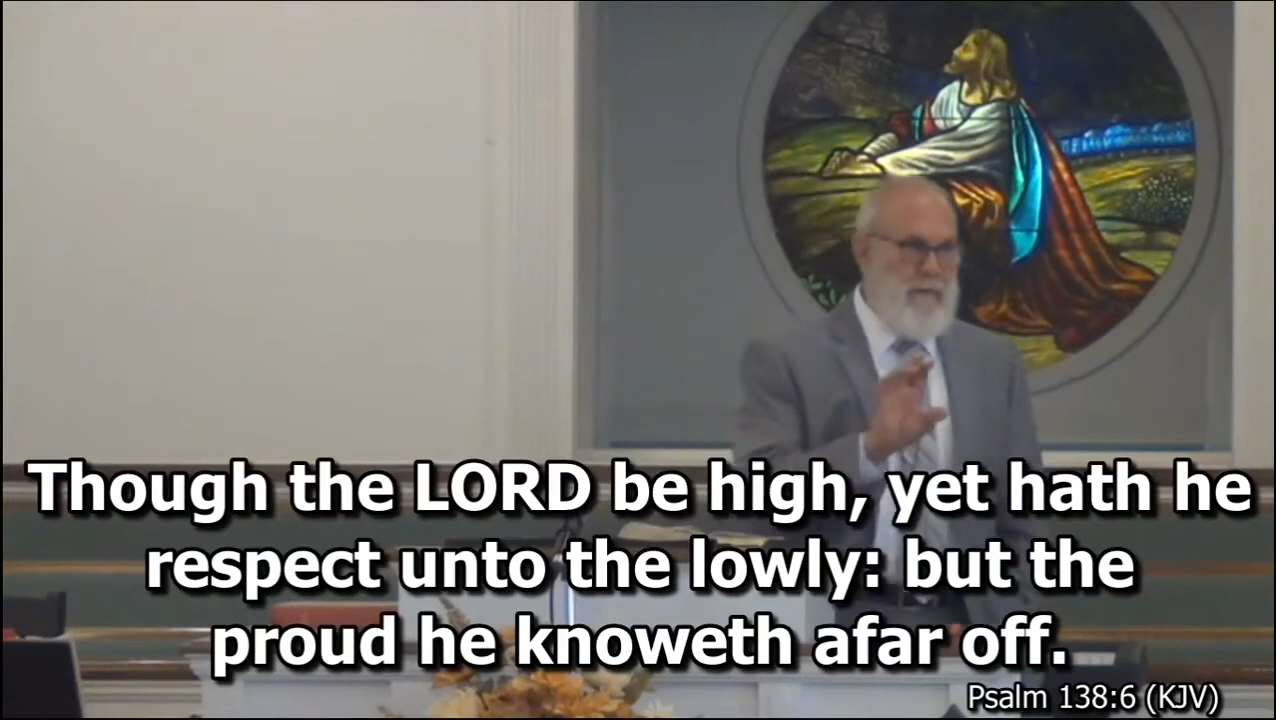 Though the LORD be high, yet hath he
respect unto the lowly: but the
proud he knoweth afar off.
Psalm 138:6 (KJV)